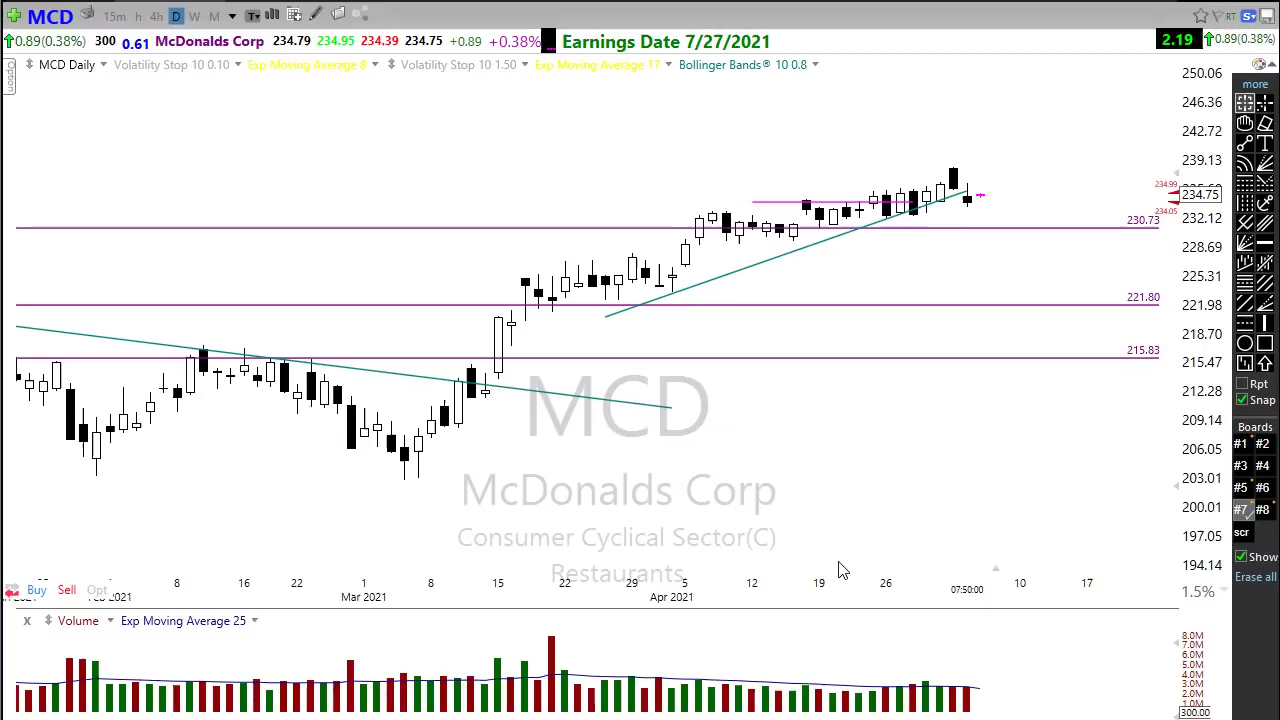 MCD 15m h 4h D W M T RT S
0.89(0.38%) 300 0.61 McDonalds Corp 234.79 234.95 234.39 234.75 +0.89 +0.38% Earnings Date 7/27/2021 2.19 0.89(0.38%)
MCD Daily Volatility Stop 10 0.10 Exp Moving Average 8 Volatility Stop 10 1.50 Exp Moving Average 17 Bollinger Bands® 10 0.8
Option
250.06
246.36
242.72
239.13
234.99
234.75
234.05
232.12
230.73
228.69
225.31
221.98
221.80
218.70
215.83
215.47
212.28
209.14
206.05
203.01
200.01
197.05
194.14
more
T
Rpt
Snap
Boards
#1 #2
#3 #4
#5 #6
#7 #8
scr
Show
Erase all
MCD
McDonalds Corp
Consumer Cyclical Sector(C)
Restaurants
8 16 22 1 8 15 22 29 5 12 19 26 10 17
Mar 2021 Apr 2021 07:50:00
Buy Sell Opt
1.5%
x Volume Exp Moving Average 25
8.0M
7.0M
6.0M
5.0M
4.0M
3.0M
2.0M
1.0M
300.00